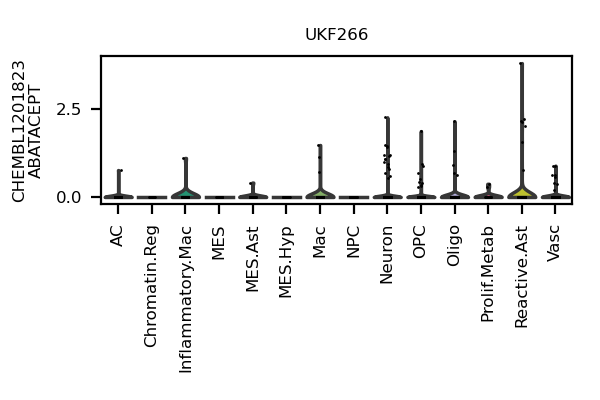 UKF266
CHEMBL1201823
ABATACEPT
2.5
0.0
AC
Chromatin.Reg
Inflammatory.Mac
MES
MES.Ast
MES.Hyp
Mac
NPC
Neuron
OPC
Oligo
Prolif.Metab
Reactive.Ast
Vasc